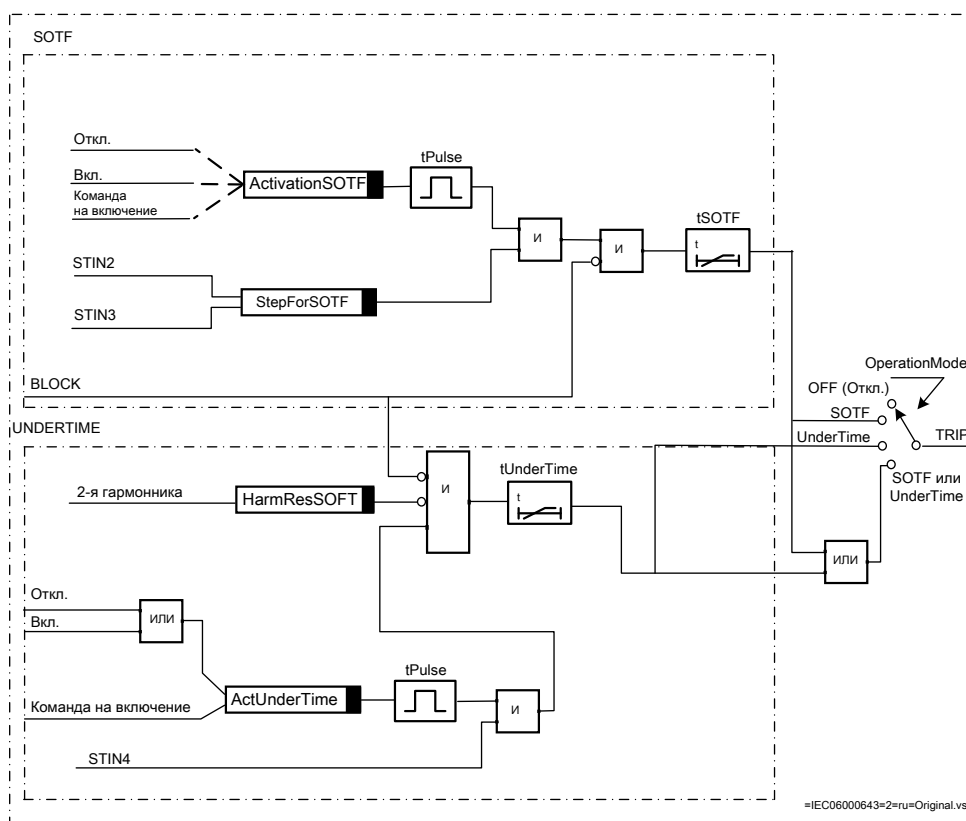 SOTF
Откл.
Вкл.
Команда
на включение
ActivationSOTF
tPulse
И
И
tSOTF
t
STIN2
STIN3
StepForSOTF
BLOCK
OperationMode
OFF (Откл.)
SOTF
UnderTime
TRIP
SOTF или
UnderTime
UNDERTIME
2-я гармонника
HarmResSOFT
И
tUnderTime
t
ИЛИ
Откл.
Вкл.
ИЛИ
Команда на включение
ActUnderTime
tPulse
И
STIN4
=IEC06000643=2=ru=Original.vs